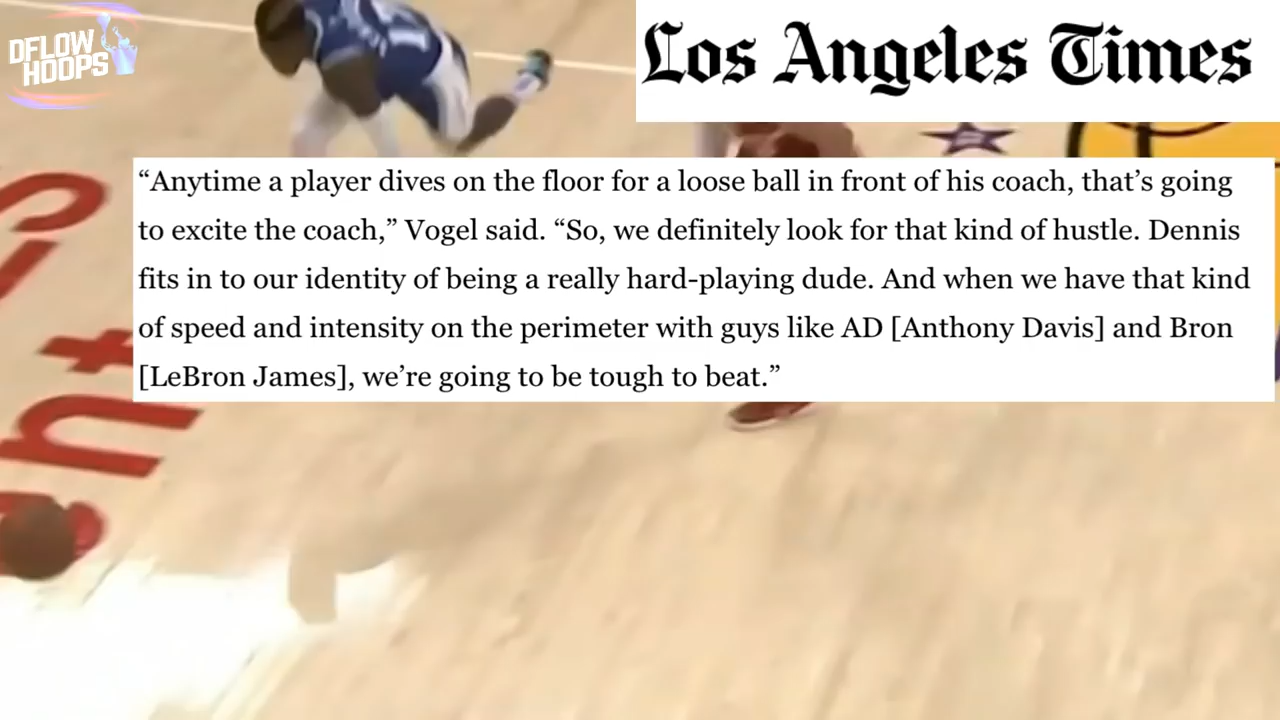 DFLOW
HOOPS
Los Angeles Times
“Anytime a player dives on the floor for a loose ball in front of his coach, that’s going
to excite the coach,” Vogel said. “So, we definitely look for that kind of hustle. Dennis
fits in to our identity of being a really hard-playing dude. And when we have that kind
of speed and intensity on the perimeter with guys like AD [Anthony Davis] and Bron
[LeBron James], we’re going to be tough to beat.”